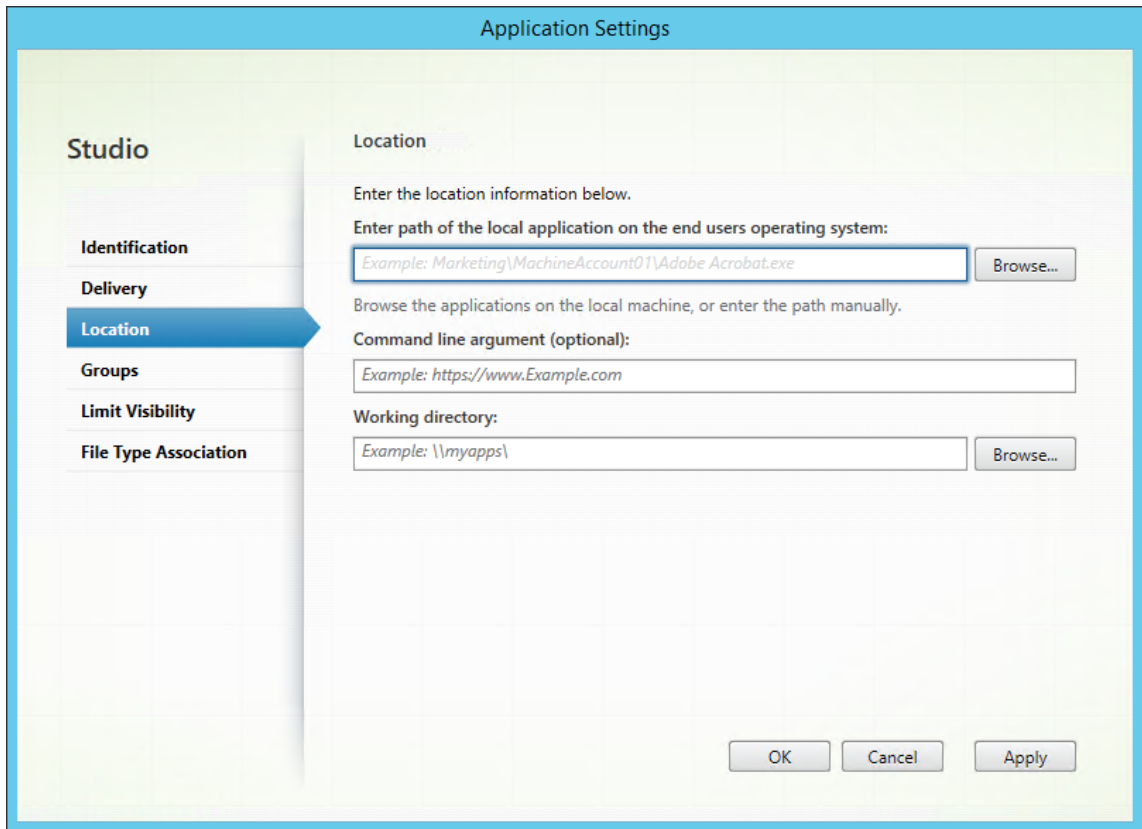 Application Settings
Studio
Identification
Delivery
Location
Groups
Limit Visibility
File Type Association
Location
Enter the location information below.
Enter path of the local application on the end users operating system:
Example: Marketing\MachineAccount01\Adobe Acrobat.exe
Browse...
Browse the applications on the local machine, or enter the path manually.
Command line argument (optional):
Example: https://www.Example.com
Working directory:
Example: \\myapps\
Browse...
OK
Cancel
Apply